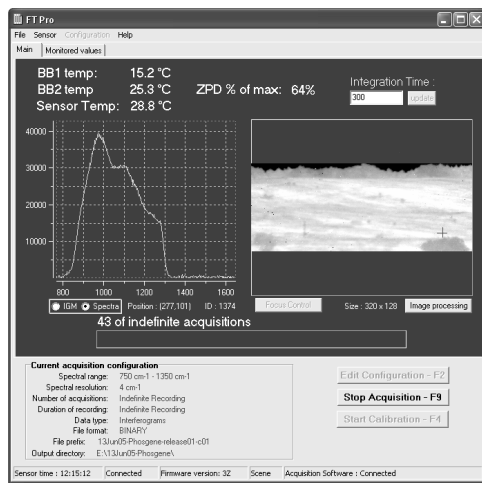 FT Pro
File Sensor Configuration Help
Main Monitored values
BB1 temp: 15.2 °C
BB2 temp 25.3 °C
Sensor Temp: 28.8 °C
ZPD % of max: 64%
Integration Time :
300 update
40000
30000
20000
10000
800 1000 1200 1400 1600
IGM Spectra Position : (277,101) ID : 1374
Focus Control Size : 320 x 128 Image processing
43 of indefinite acquisitions
Current acquisition configuration
Spectral range: 750 cm-1 - 1350 cm-1
Spectral resolution: 4 cm-1
Number of acquisitions: Indefinite Recording
Duration of recording: Indefinite Recording
Data type: Interferograms
File format: BINARY
File prefix: 13Jun05-Phosgene-release01-c01
Output directory: E:\13Jun05-Phosgene\
Edit Configuration - F2
Stop Acquisition - F9
Start Calibration - F4
Sensor time : 12:15:12 Connected Firmware version: 3Z Scene Acquisition Software : Connected